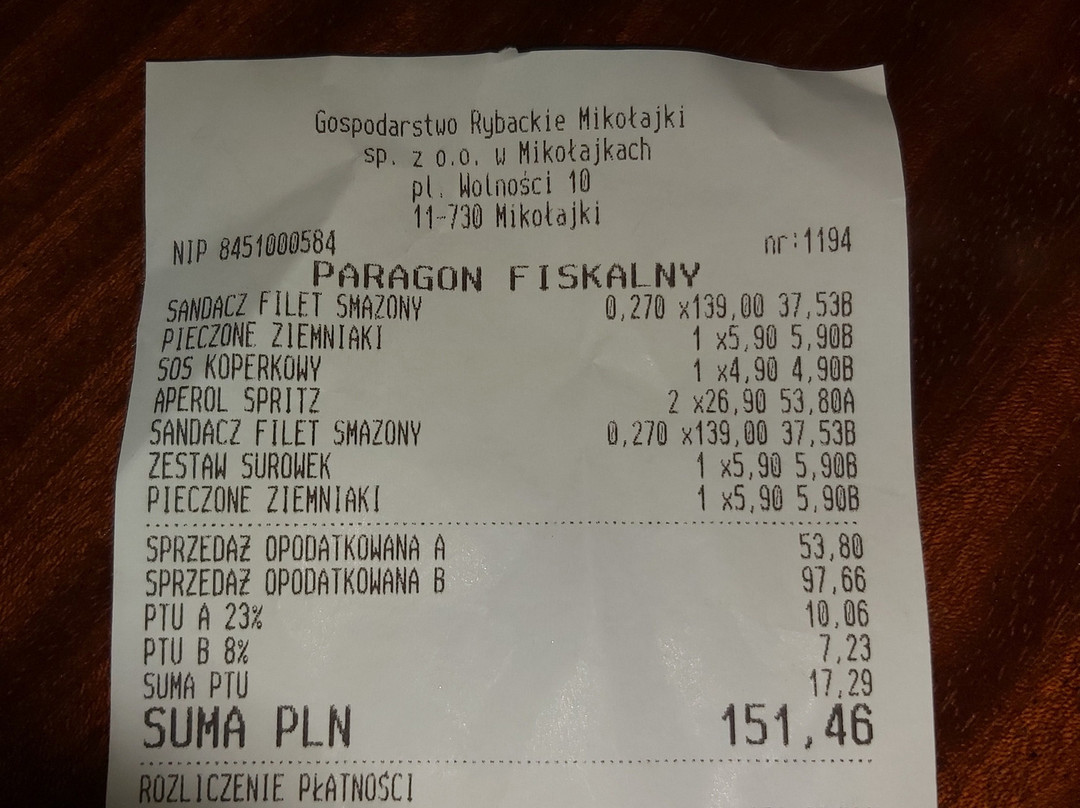 Gospodarstwo Rybackie Mikołajki
sp. z o.o. w Mikołajkach
pl. Wolności 10
11-730 Mikołajki
NIP 8451000584 nr:1194
PARAGON FISKALNY
SANDACZ FILET SMAZONY 0,270 x139,00 37,53B
PIECZONE ZIEMNIAKI 1 x5,90 5,90B
SOS KOPERKOWY 1 x4,90 4,90B
APEROL SPRITZ 2 x26,90 53,80A
SANDACZ FILET SMAZONY 0,270 x139,00 37,53B
ZESTAW SUROWEK 1 x5,90 5,90B
PIECZONE ZIEMNIAKI 1 x5,90 5,90B
SPRZEDAŻ OPODATKOWANA A 53,80
SPRZEDAŻ OPODATKOWANA B 97,66
PTU A 23% 10,06
PTU B 8% 7,23
SUMA PTU 17,29
SUMA PLN 151,46
ROZLICZENIE PŁATNOŚCI